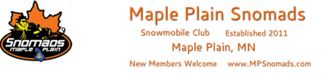 Snomads
MAPLE PLAIN
Maple Plain Snomads
Snowmobile Club Established 2011
Maple Plain, MN
New Members Welcome www.MPSnomads.com